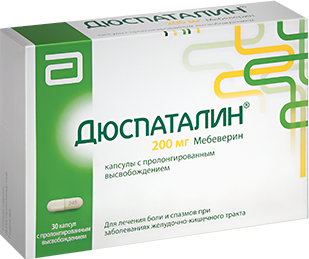 ДЮСПАТАЛИН®
200 мг Мебеверин
капсулы с пролонгированным
высвобождением
30 капсул
с пролонгированным
высвобождением
Для лечения боли и спазмов при
заболеваниях желудочно-кишечного тракта